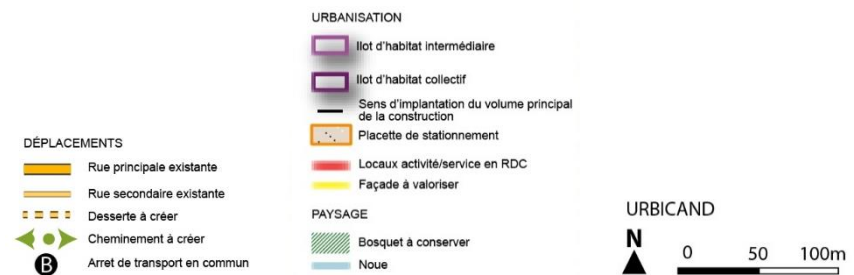 DÉPLACEMENTS
Rue principale existante
Rue secondaire existante
Desserte à créer
Cheminement à créer
B Arret de transport en commun
URBANISATION
Ilot d'habitat intermédiaire
Ilot d'habitat collectif
Sens d'implantation du volume principal
de la construction
Placette de stationnement
Locaux activité/service en RDC
Façade à valoriser
PAYSAGE
Bosquet à conserver
Noue
URBICAND
N
0 50 100m